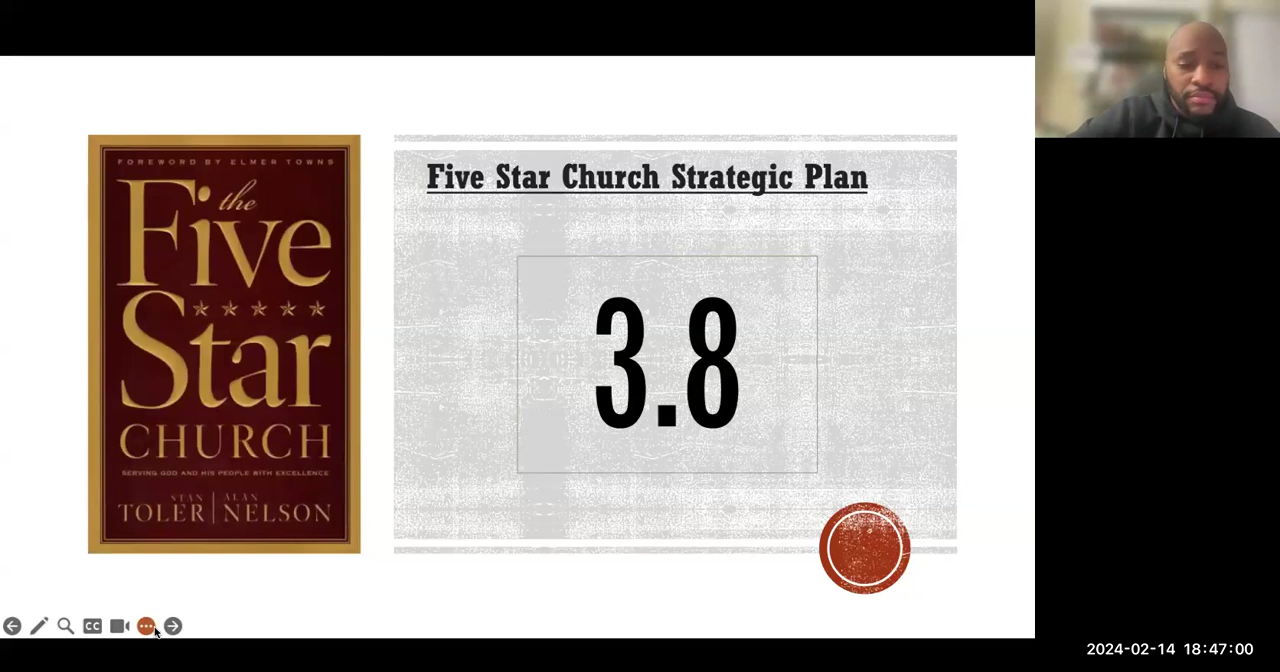 FOREWORD BY ELMER TOWNS
the
Five
Star
CHURCH
SERVING GOD AND HIS PEOPLE WITH EXCELLENCE
STAN TOLER | ALAN NELSON
Five Star Church Strategic Plan
3.8
CC
2024-02-14 18:47:00